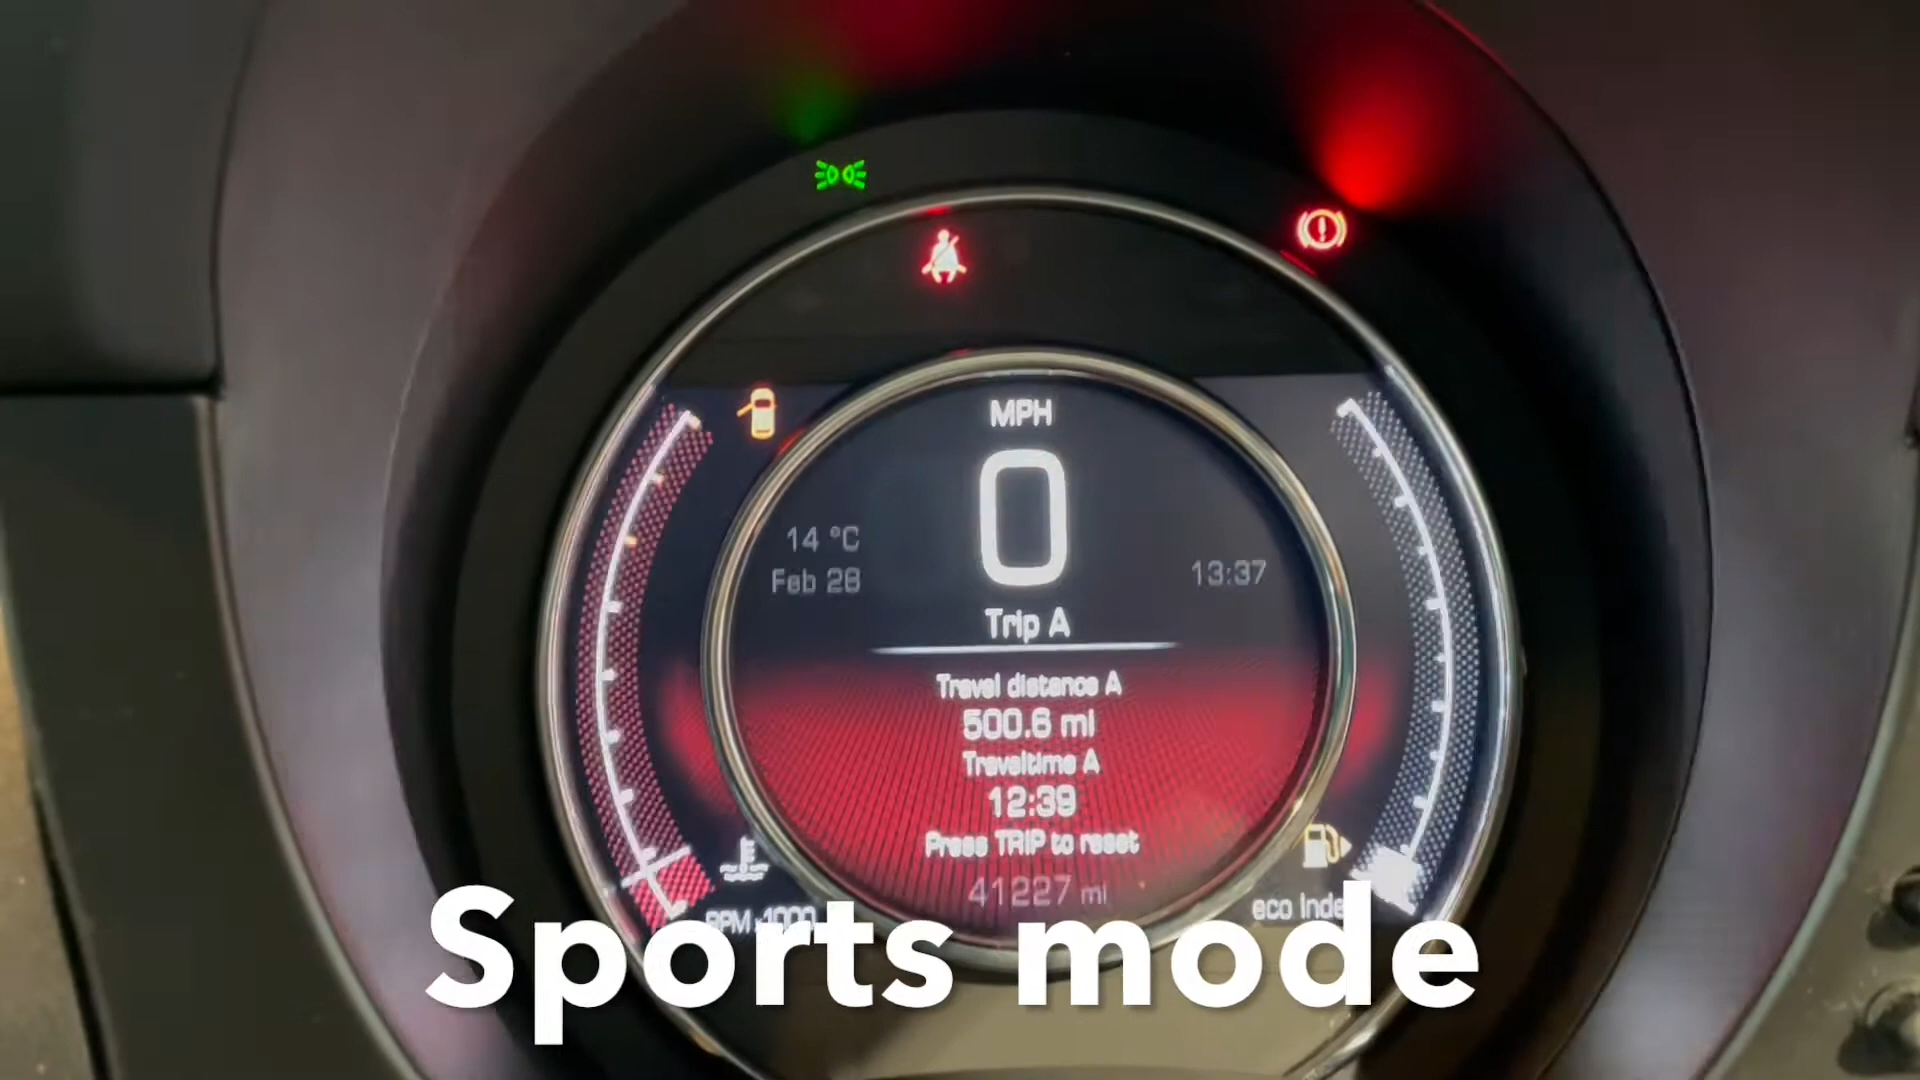 MPH
0
14 °C
Feb 28
13:37
Trip A
Travel distance A
500.6 mi
Traveltime A
12:39
Press TRIP to reset
41227 mi
RPM x1000
eco Inde
Sports mode